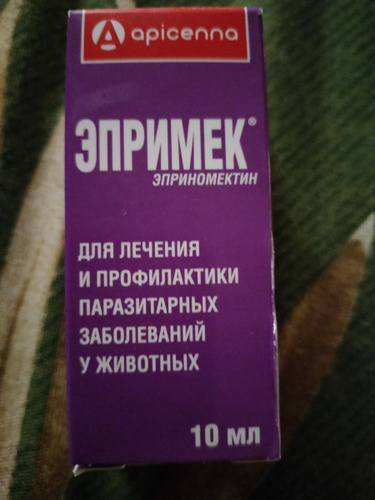 apicenna
ЭПРИМЕК®
ЭПРИНОМЕКТИН
ДЛЯ ЛЕЧЕНИЯ
И ПРОФИЛАКТИКИ
ПАРАЗИТАРНЫХ
ЗАБОЛЕВАНИЙ
У ЖИВОТНЫХ
10 мл